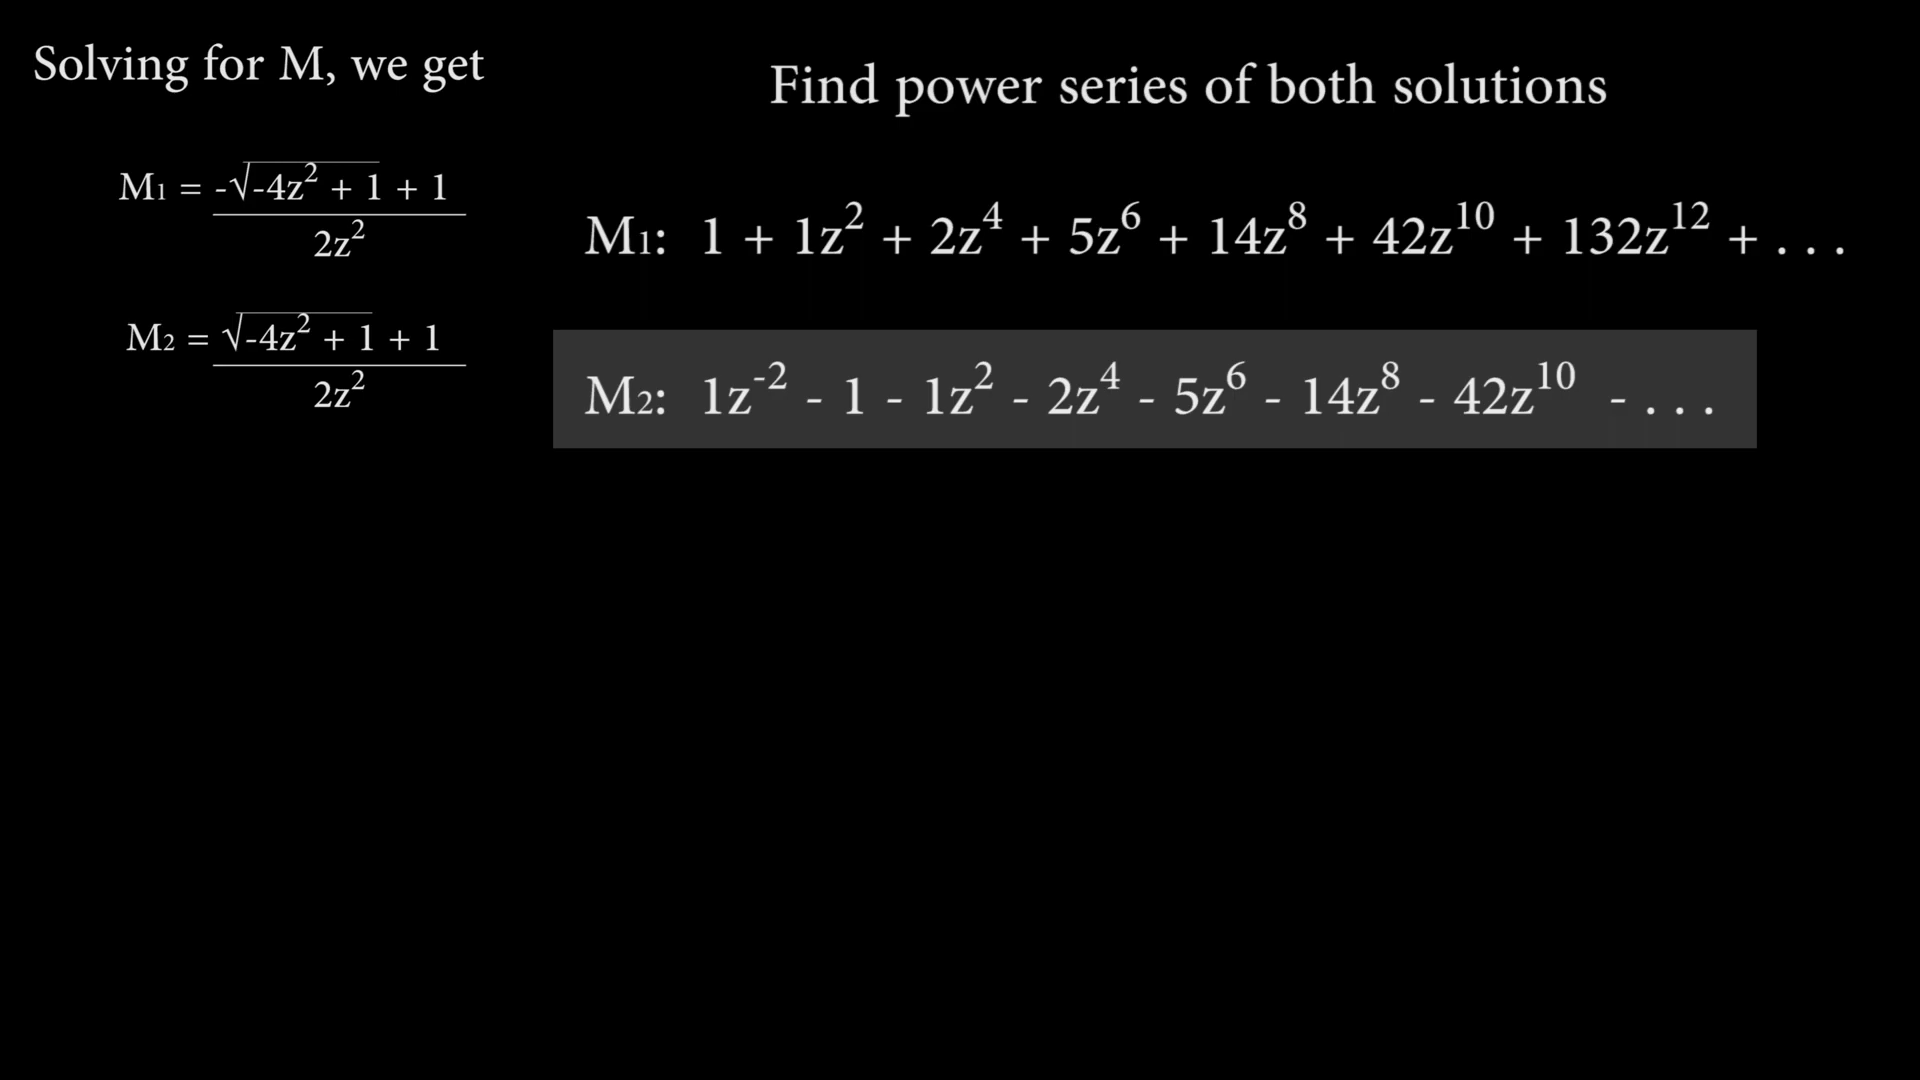 Solving for M, we get
M₁ = -√-4z² + 1 + 1
2z²
M₂ = √-4z² + 1 + 1
2z²
Find power series of both solutions
M₁: 1 + 1z² + 2z⁴ + 5z⁶ + 14z⁸ + 42z¹⁰ + 132z¹² + . . .
M₂: 1z⁻² - 1 - 1z² - 2z⁴ - 5z⁶ - 14z⁸ - 42z¹⁰ - . . .